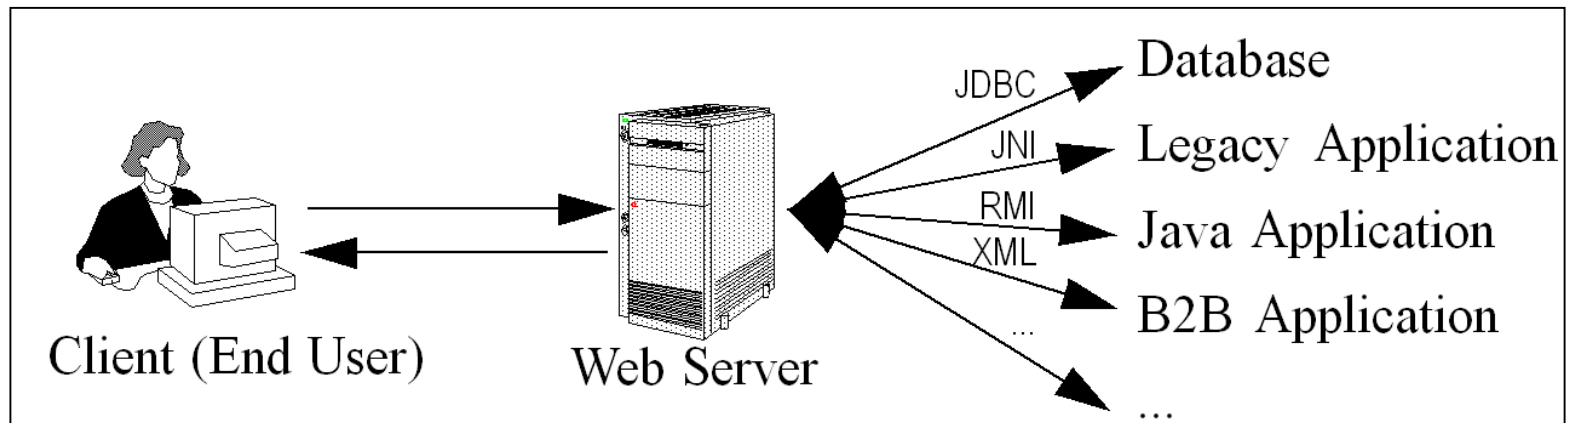 JDBC
Database
JNI
Legacy Application
RMI
Java Application
XML
B2B Application
...
...
Client (End User)
Web Server